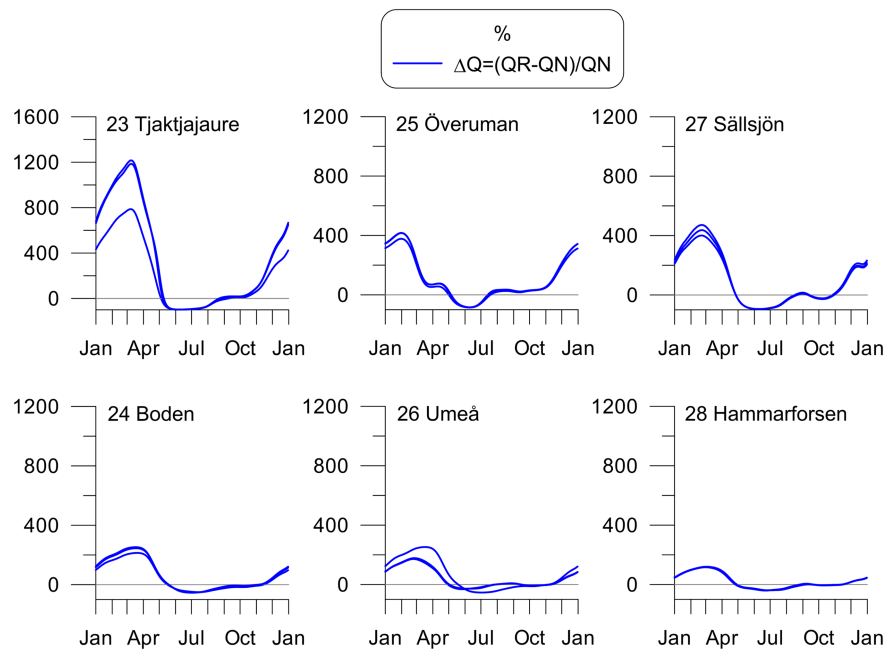 %
ΔQ=(QR-QN)/QN
23 Tjaktjajaure
1600
1200
800
400
0
Jan Apr Jul Oct Jan
25 Överuman
1200
800
400
0
Jan Apr Jul Oct Jan
27 Sällsjön
1200
800
400
0
Jan Apr Jul Oct Jan
24 Boden
1200
800
400
0
Jan Apr Jul Oct Jan
26 Umeå
1200
800
400
0
Jan Apr Jul Oct Jan
28 Hammarforsen
1200
800
400
0
Jan Apr Jul Oct Jan